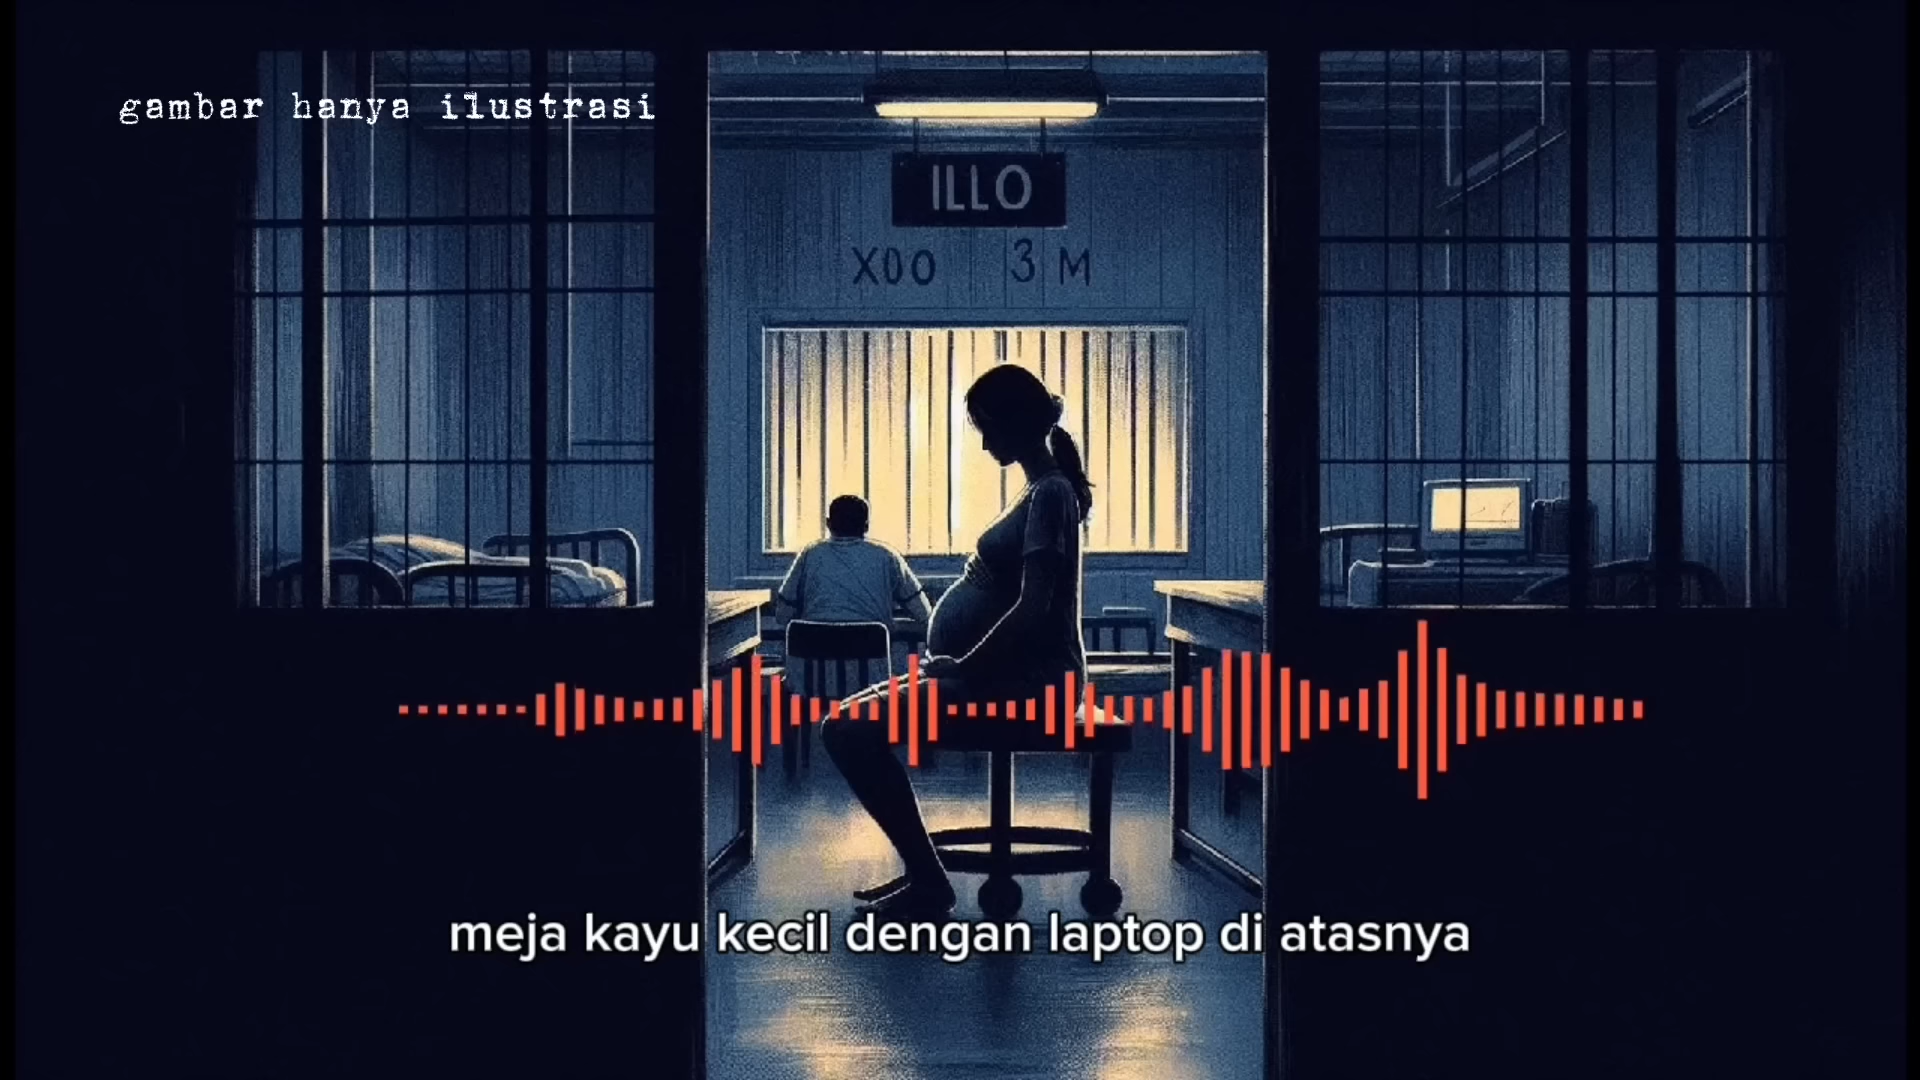 gambar hanya ilustrasi
ILLO
X00 3 M
meja kayu kecil dengan laptop di atasnya